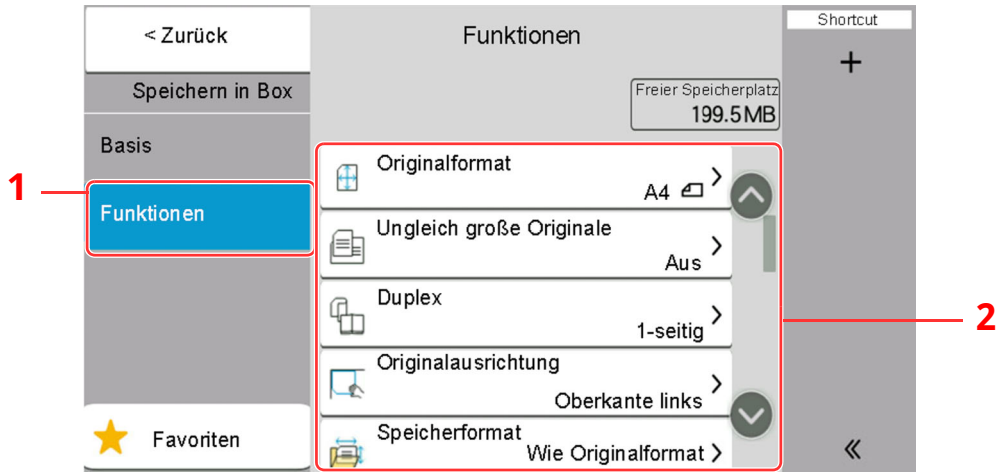 < Zurück
Funktionen
Shortcut
+
Speichern in Box
Freier Speicherplatz
199.5MB
Basis
1
Funktionen
Originalformat
A4 >
Ungleich große Originale
Aus >
Duplex
1-seitig >
2
Originalausrichtung
Oberkante links >
Speicherformat
Wie Originalformat >
Favoriten
«